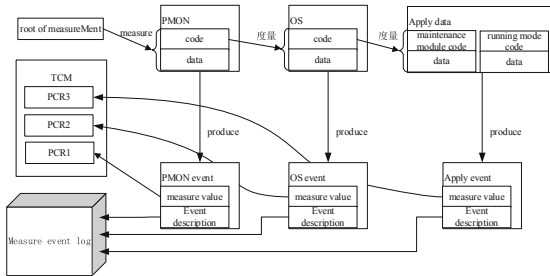 root of measureMent
measure
PMON
code
data
度量
OS
code
data
度量
Apply data
maintenance
module code
data
running mode
code
data
TCM
PCR3
PCR2
PCR1
produce
produce
produce
PMON event
measure value
Event
description
OS event
measure value
Event
description
Apply event
measure value
Event
description
Measure event log